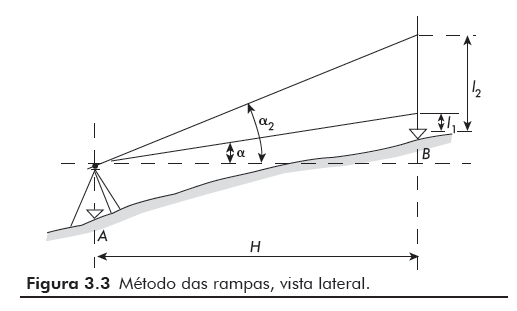 α₂
l₂
l₁
α
B
A
H
Figura 3.3 Método das rampas, vista lateral.